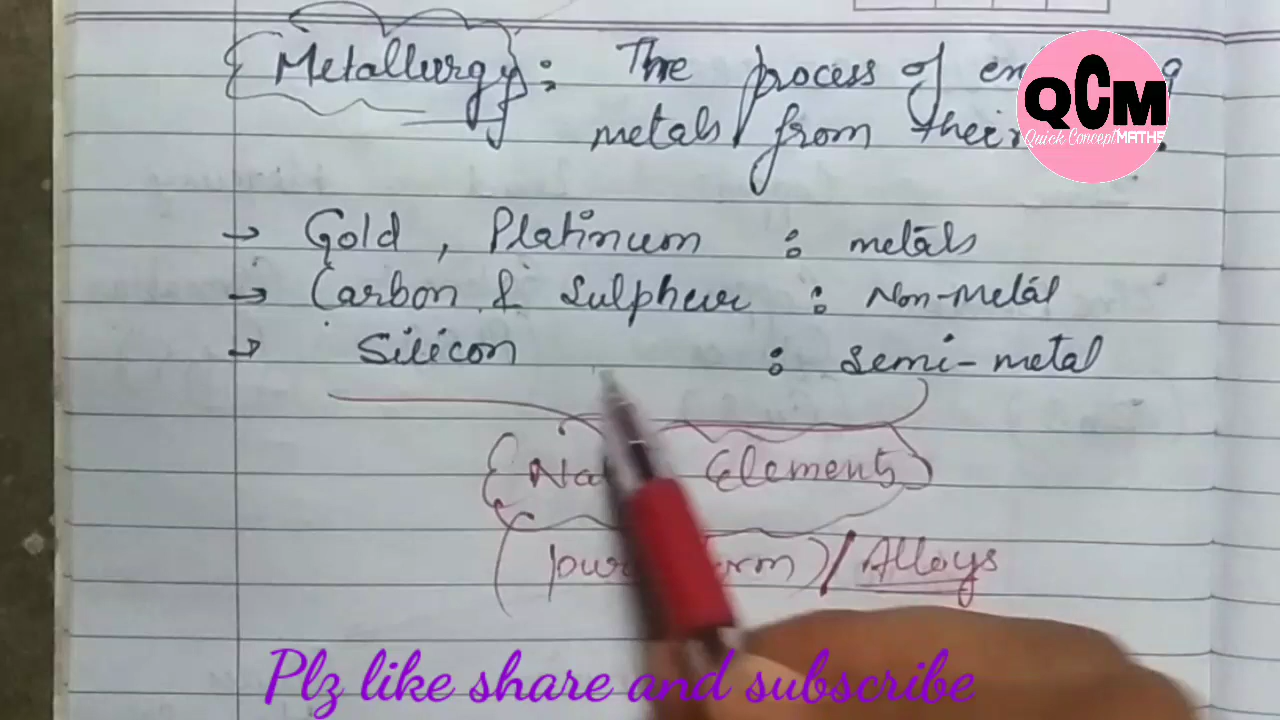 Metallurgy : The process of
metals from their
→ Gold , Platinum : metals
→ Carbon & Sulpheur : Non-Metal
→ Silicon : Semi-metal
Elements
/ Alloys
QCM
Quick Concept MATHS
Plz like share and subscribe